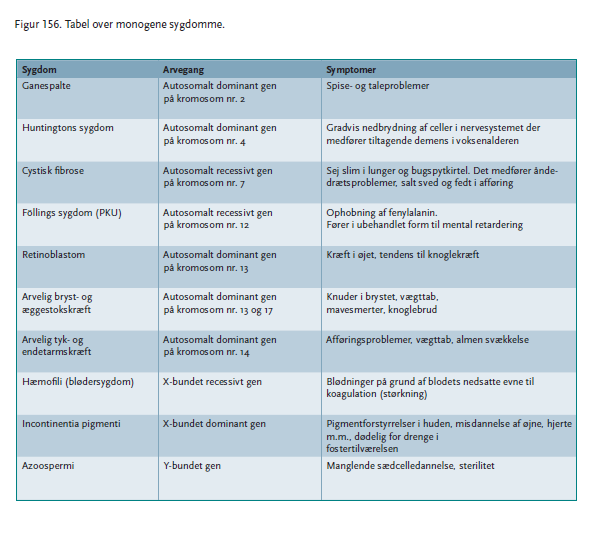 Figur 156. Tabel over monogene sygdomme.
Sygdom Arvegang Symptomer
Ganespalte Autosomalt dominant gen Spise- og taleproblemer
på kromosom nr. 2
Huntingtons sygdom Autosomalt dominant gen Gradvis nedbrydning af celler i nervesystemet der
på kromosom nr. 4 medfører tiltagende demens i voksenalderen
Cystisk fibrose Autosomalt recessivt gen Sej slim i lunger og bugspytkirtel. Det medfører ånde-
på kromosom nr. 7 drætsproblemer, salt sved og fedt i afføring
Föllings sygdom (PKU) Autosomalt recessivt gen Ophobning af fenylalanin.
på kromosom nr. 12 Fører i ubehandlet form til mental retardering
Retinoblastom Autosomalt dominant gen Kræft i øjet, tendens til knoglekræft
på kromosom nr. 13
Arvelig bryst- og Autosomalt dominant gen Knuder i brystet, vægttab,
æggestokskræft på kromosom nr. 13 og 17 mavesmerter, knoglebrud
Arvelig tyk- og Autosomalt dominant gen Afføringsproblemer, vægttab, almen svækkelse
endetarmskræft på kromosom nr. 14
Hæmofili (blødersygdom) X-bundet recessivt gen Blødninger på grund af blodets nedsatte evne til
koagulation (størkning)
Incontinentia pigmenti X-bundet dominant gen Pigmentforstyrrelser i huden, misdannelse af øjne, hjerte
m.m., dødelig for drenge i
fostertilværelsen
Azoospermi Y-bundet gen Manglende sædcelledannelse, sterilitet